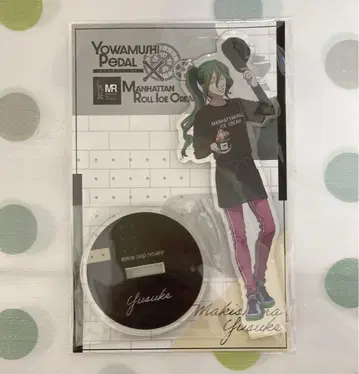 YOWAMUSHI
PEDAL
MR
MANHATTAN
ROLL ICE CREAM
MANHATTAN ROLL
ICE CREAM
Yusuke
Makishima
Yusuke